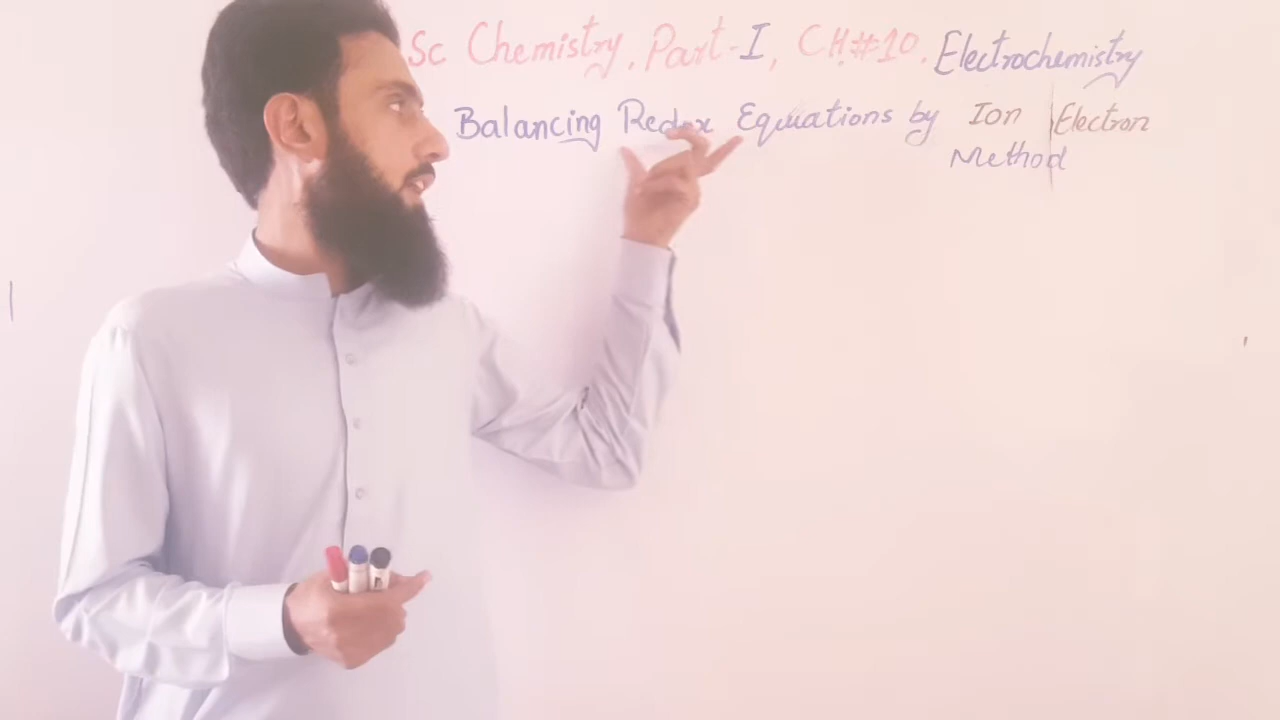 Sc Chemistry, Part-I, CH#10. Electrochemistry
Balancing Redox Equations by Ion Electron
Method